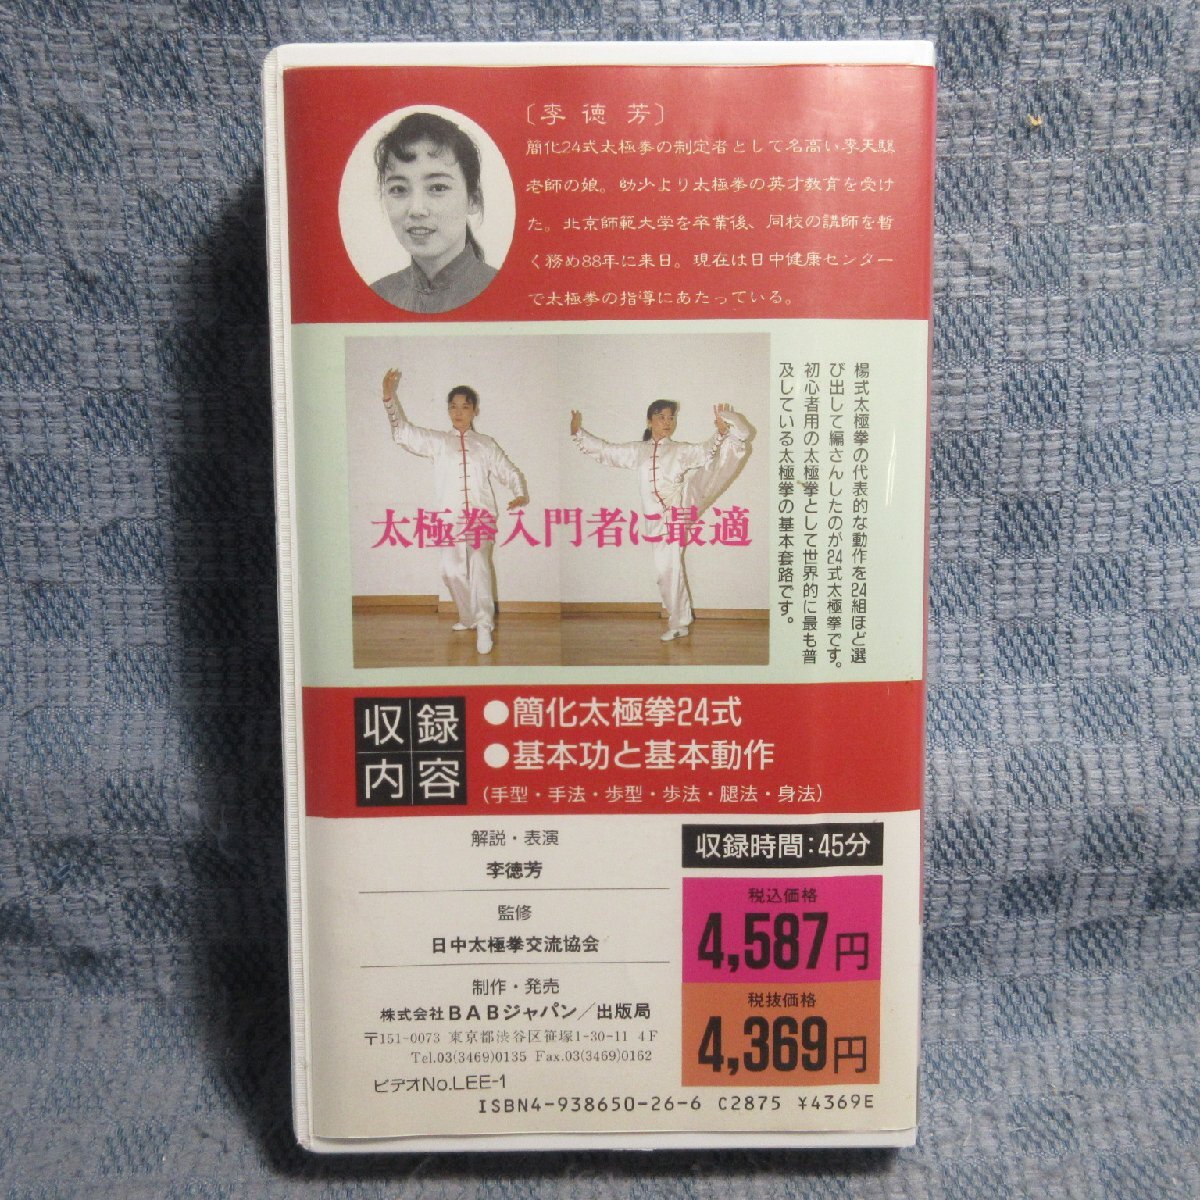 〔李徳芳〕
簡化24式太極拳の制定者として名高い李天驥
老師の娘。幼少より太極拳の英才教育を受け
た。北京師範大学を卒業後、同校の講師を暫
く務め88年に来日。現在は日中健康センター
で太極拳の指導にあたっている。
楊式太極拳の代表的な動作を24組ほど選
び出して編さんしたのが24式太極拳です。
初心者用の太極拳として世界的に最も普
及している太極拳の基本套路です。
太極拳入門者に最適
収録
内容
●簡化太極拳24式
●基本功と基本動作
（手型・手法・歩型・歩法・腿法・身法）
解説・表演
李徳芳
監修
日中太極拳交流協会
制作・発売
株式会社BABジャパン／出版局
〒151-0073 東京都渋谷区笹塚1-30-11 4F
Tel.03(3469)0135 Fax.03(3469)0162
ビデオNo.LEE-1
収録時間：45分
税込価格
4,587円
税抜価格
4,369円
ISBN4-938650-26-6 C2875 ¥4369E